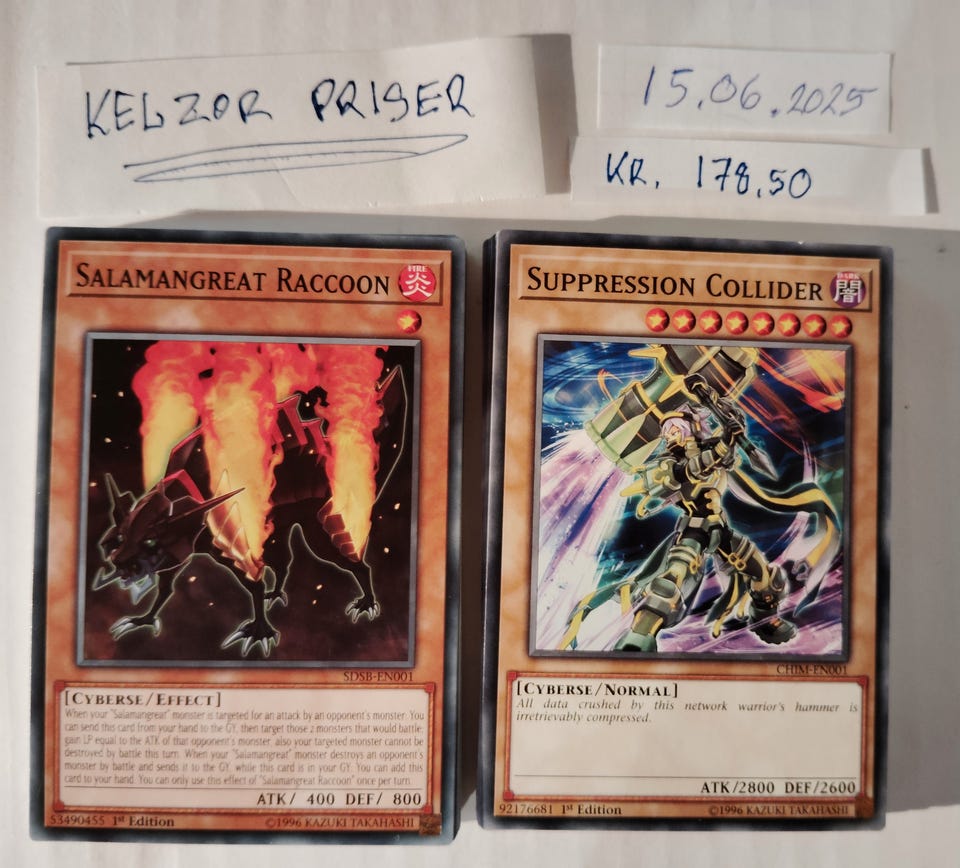 KELZOR PRISER
15.06.2025
KR. 178.50
SALAMANGREAT RACCOON
FIRE
炎
SDSB-EN001
[CYBERSE/EFFECT]
When your "Salamangreat" monster is targeted for an attack by an opponent's monster: You
can send this card from your hand to the GY, then target those 2 monsters that would battle;
gain LP equal to the ATK of that opponent's monster, also your targeted monster cannot be
destroyed by battle this turn. When your "Salamangreat" monster destroys an opponent's
monster by battle and sends it to the GY, while this card is in your GY: You can add this
card to your hand. You can only use this effect of "Salamangreat Raccoon" once per turn.
ATK/ 400 DEF/ 800
53490455 1st Edition ©1996 KAZUKI TAKAHASHI
SUPPRESSION COLLIDER
DARK
闇
CHIM-EN001
[CYBERSE/NORMAL]
All data crushed by this network warrior's hammer is
irretrievably compressed.
ATK/2800 DEF/2600
92176681 1st Edition ©1996 KAZUKI TAKAHASHI